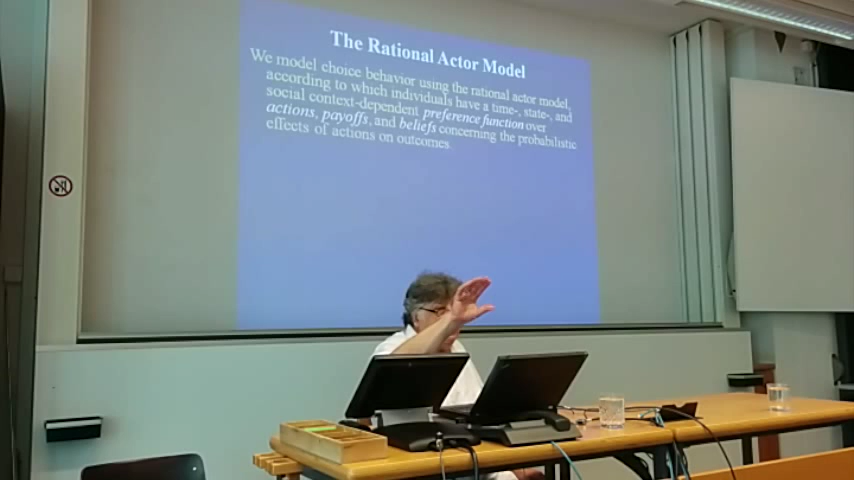 The Rational Actor Model
We model choice behavior using the rational actor model,
according to which individuals have a time-, state-, and
social context-dependent preference function over
actions, payoffs, and beliefs concerning the probabilistic
effects of actions on outcomes.